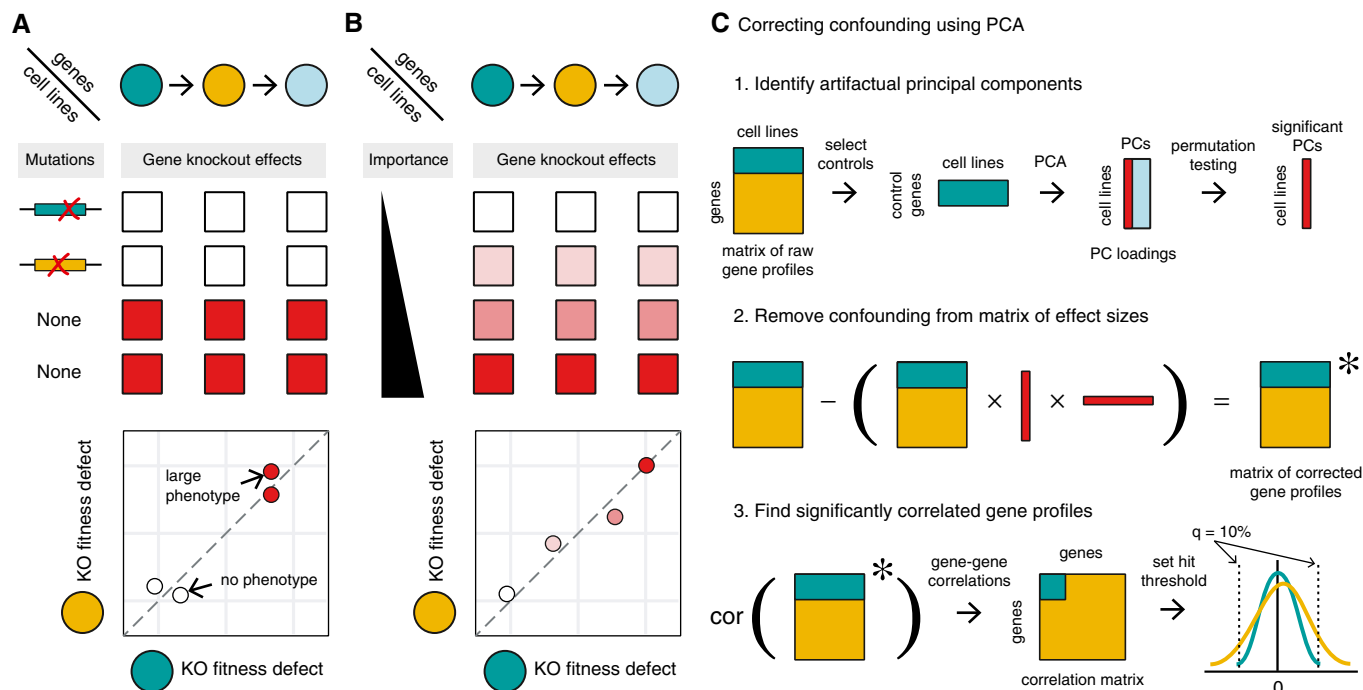 A
genes
cell lines
Mutations
Gene knockout effects
None
None
KO fitness defect
large
phenotype
no phenotype
KO fitness defect
B
genes
cell lines
Importance
Gene knockout effects
KO fitness defect
KO fitness defect
C Correcting confounding using PCA
1. Identify artifactual principal components
cell lines
genes
matrix of raw
gene profiles
select
controls
control
genes
cell lines
PCA
PCs
cell lines
PC loadings
permutation
testing
significant
PCs
cell lines
2. Remove confounding from matrix of effect sizes
− ( × × ) = *
matrix of corrected
gene profiles
3. Find significantly correlated gene profiles
cor ( * )
gene-gene
correlations
genes
genes
correlation matrix
set hit
threshold
q = 10%
0